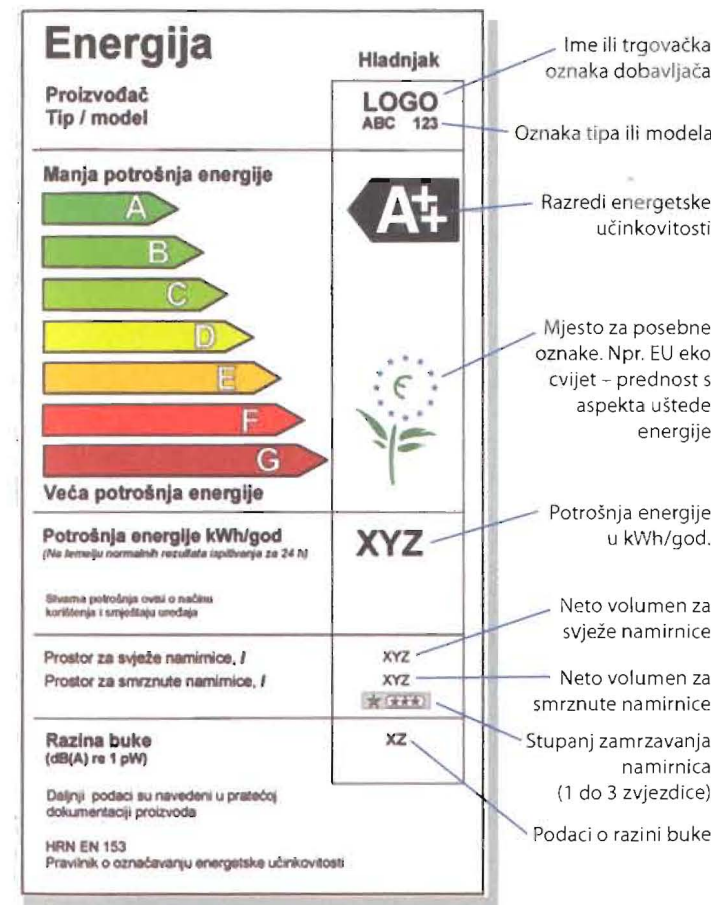 Energija
Hladnjak
Proizvođač
Tip / model
LOGO
ABC 123
Manja potrošnja energije
A
B
C
D
E
F
G
A++
Veća potrošnja energije
Potrošnja energije kWh/god
(Na temelju normalnih rezultata ispitivanja za 24 h)
XYZ
Stvarna potrošnja ovisi o načinu
korištenja i smještaju uređaja
Prostor za svježe namirnice, l
XYZ
Prostor za smrznute namirnice, l
XYZ
Razina buke
(dB(A) re 1 pW)
XZ
Daljnji podaci su navedeni u pratećoj
dokumentaciji proizvoda
HRN EN 153
Pravilnik o označavanju energetske učinkovitosti
Ime ili trgovačka
oznaka dobavljača
Oznaka tipa ili modela
Razredi energetske
učinkovitosti
Mjesto za posebne
oznake. Npr. EU eko
cvijet – prednost s
aspekta uštede
energije
Potrošnja energije
u kWh/god.
Neto volumen za
svježe namirnice
Neto volumen za
smrznute namirnice
Stupanj zamrzavanja
namirnica
(1 do 3 zvjezdice)
Podaci o razini buke